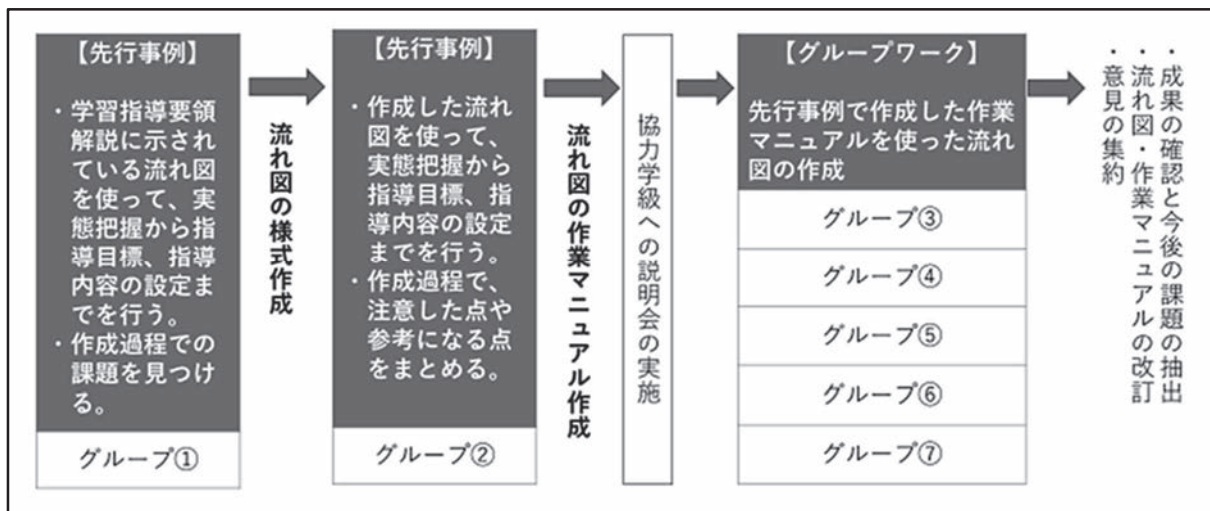 【先行事例】
・学習指導要領
解説に示され
ている流れ図
を使って、実
態把握から指
導目標、指導
内容の設定ま
でを行う。
・作成過程での
課題を見つけ
る。
グループ①
流れ図の様式作成
【先行事例】
・作成した流れ
図を使って、
実態把握から
指導目標、指
導内容の設定
までを行う。
・作成過程で、
注意した点や
参考になる点
をまとめる。
グループ②
流れ図の作業マニュアル作成
協力学級への説明会の実施
【グループワーク】
先行事例で作成した作業
マニュアルを使った流れ
図の作成
グループ③
グループ④
グループ⑤
グループ⑥
グループ⑦
・成果の確認と今後の課題の抽出
・流れ図・作業マニュアルの改訂
・意見の集約